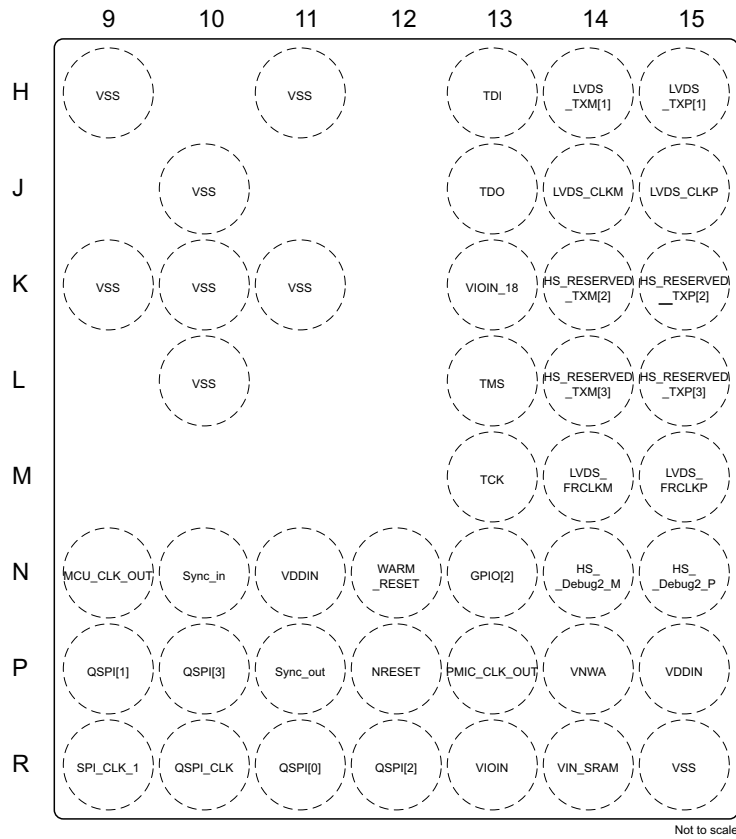 9 10 11 12 13 14 15
H
VSS
VSS
TDI
LVDS
_TXM[1]
LVDS
_TXP[1]
J
VSS
TDO
LVDS_CLKM
LVDS_CLKP
K
VSS
VSS
VSS
VIOIN_18
HS_RESERVED
_TXM[2]
HS_RESERVED
__TXP[2]
L
VSS
TMS
HS_RESERVED
_TXM[3]
HS_RESERVED
_TXP[3]
M
TCK
LVDS_
FRCLKM
LVDS_
FRCLKP
N
MCU_CLK_OUT
Sync_in
VDDIN
WARM
_RESET
GPIO[2]
HS_
_Debug2_M
HS_
_Debug2_P
P
QSPI[1]
QSPI[3]
Sync_out
NRESET
PMIC_CLK_OUT
VNWA
VDDIN
R
SPI_CLK_1
QSPI_CLK
QSPI[0]
QSPI[2]
VIOIN
VIN_SRAM
VSS
Not to scale